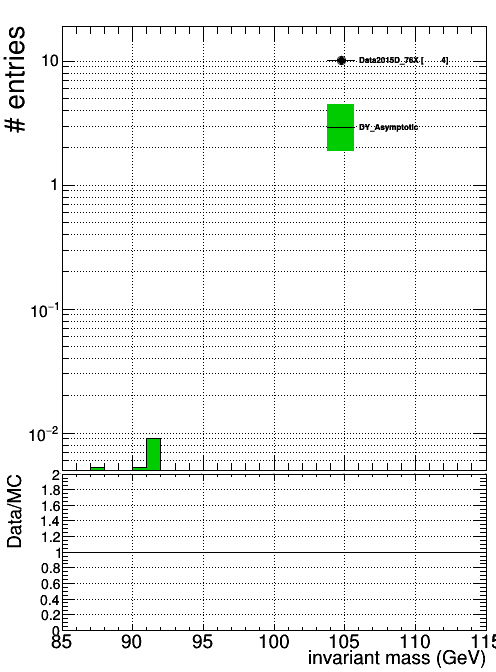 # entries
10
Data2015D_76X [ 4]
DY_Asymptotic
1
10−1
10−2
Data/MC
2
1.8
1.6
1.4
1.2
1
0.8
0.6
0.4
0.2
0
85 90 95 100 105 110 115
invariant mass (GeV)